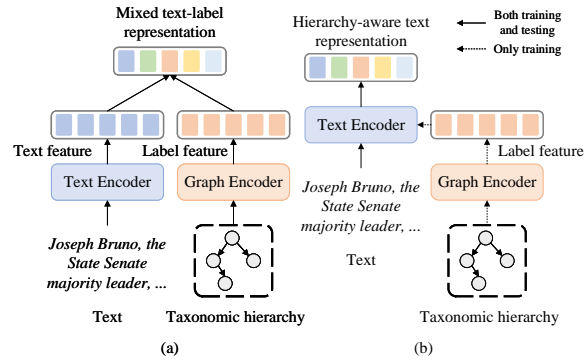 Mixed text-label
representation
Text feature
Label feature
Text Encoder
Graph Encoder
Joseph Bruno, the
State Senate
majority leader, ...
Text
Taxonomic hierarchy
(a)
Hierarchy-aware text
representation
Both training
and testing
Only training
Text Encoder
Label feature
Graph Encoder
Joseph Bruno, the
State Senate
majority leader, ...
Text
Taxonomic hierarchy
(b)